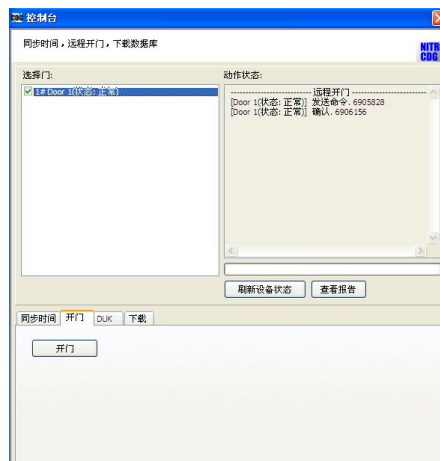 控制台
同步时间，远程开门，下载数据库
NITR
CDG
选择门:
动作状态:
1# Door 1(状态: 正常)
---------------------- 远程开门 ----------------------
[Door 1(状态: 正常)] 发送命令. 6905828
[Door 1(状态: 正常)] 确认. 6906156
刷新设备状态
查看报告
同步时间 开门 DUK 下载
开门